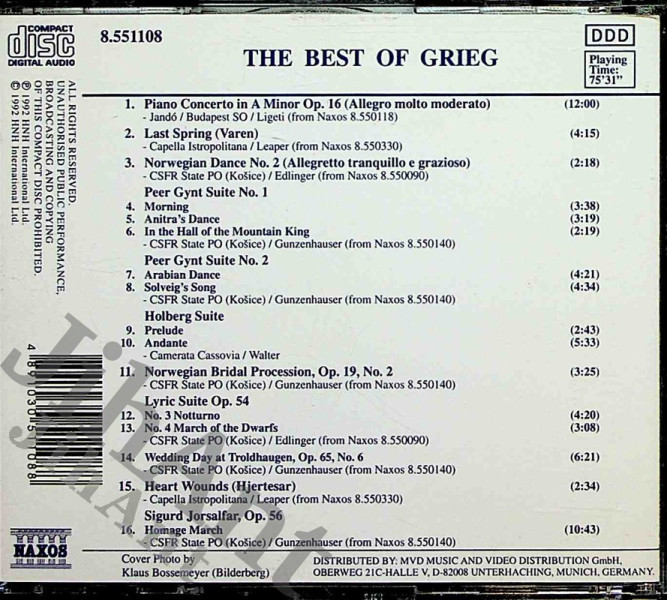 COMPACT
disc
DIGITAL AUDIO
8.551108
THE BEST OF GRIEG
DDD
Playing
Time:
75'31"
ALL RIGHTS RESERVED.
UNAUTHORISED PUBLIC PERFORMANCE,
BROADCASTING AND COPYING
OF THIS COMPACT DISC PROHIBITED.
℗ 1992 HNH International Ltd.
© 1992 HNH International Ltd.
1. Piano Concerto in A Minor Op. 16 (Allegro molto moderato) (12:00)
- Jandó / Budapest SO / Ligeti (from Naxos 8.550118)
2. Last Spring (Varen) (4:15)
- Capella Istropolitana / Leaper (from Naxos 8.550330)
3. Norwegian Dance No. 2 (Allegretto tranquillo e grazioso) (2:18)
- CSFR State PO (Košice) / Edlinger (from Naxos 8.550090)
Peer Gynt Suite No. 1
4. Morning (3:38)
5. Anitra's Dance (3:19)
6. In the Hall of the Mountain King (2:19)
- CSFR State PO (Košice) / Gunzenhauser (from Naxos 8.550140)
Peer Gynt Suite No. 2
7. Arabian Dance (4:21)
8. Solveig's Song (4:34)
- CSFR State PO (Košice) / Gunzenhauser (from Naxos 8.550140)
Holberg Suite
9. Prelude (2:43)
10. Andante (5:33)
- Camerata Cassovia / Walter
11. Norwegian Bridal Procession, Op. 19, No. 2 (3:25)
- CSFR State PO (Košice) / Gunzenhauser (from Naxos 8.550140)
Lyric Suite Op. 54
12. No. 3 Notturno (4:20)
13. No. 4 March of the Dwarfs (3:08)
- CSFR State PO (Košice) / Edlinger (from Naxos 8.550090)
14. Wedding Day at Troldhaugen, Op. 65, No. 6 (6:21)
- CSFR State PO (Košice) / Gunzenhauser (from Naxos 8.550140)
15. Heart Wounds (Hjertesar) (2:34)
- Capella Istropolitana / Leaper (from Naxos 8.550330)
Sigurd Jorsalfar, Op. 56
16. Homage March (10:43)
- CSFR State PO (Košice) / Gunzenhauser (from Naxos 8.550140)
4 891030 511088
NAXOS
Cover Photo by
Klaus Bossemeyer (Bilderberg)
DISTRIBUTED BY: MVD MUSIC AND VIDEO DISTRIBUTION GmbH,
OBERWEG 21C-HALLE V, D-82008 UNTERHACHING, MUNICH, GERMANY.